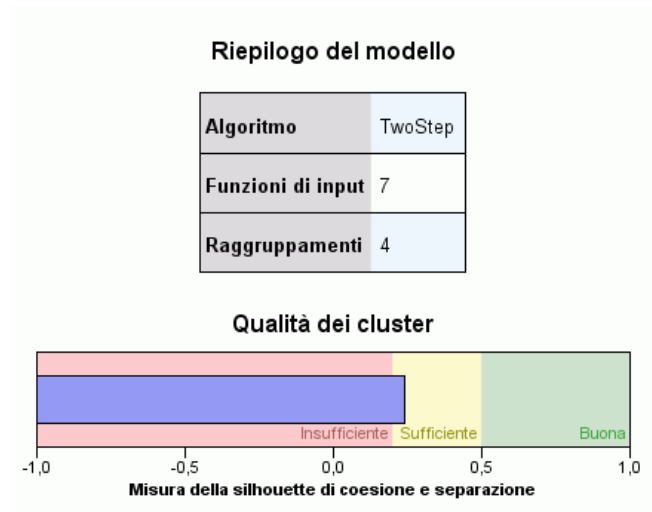 Riepilogo del modello
Algoritmo TwoStep
Funzioni di input 7
Raggruppamenti 4
Qualità dei cluster
Insufficiente Sufficiente Buona
-1,0 -0,5 0,0 0,5 1,0
Misura della silhouette di coesione e separazione